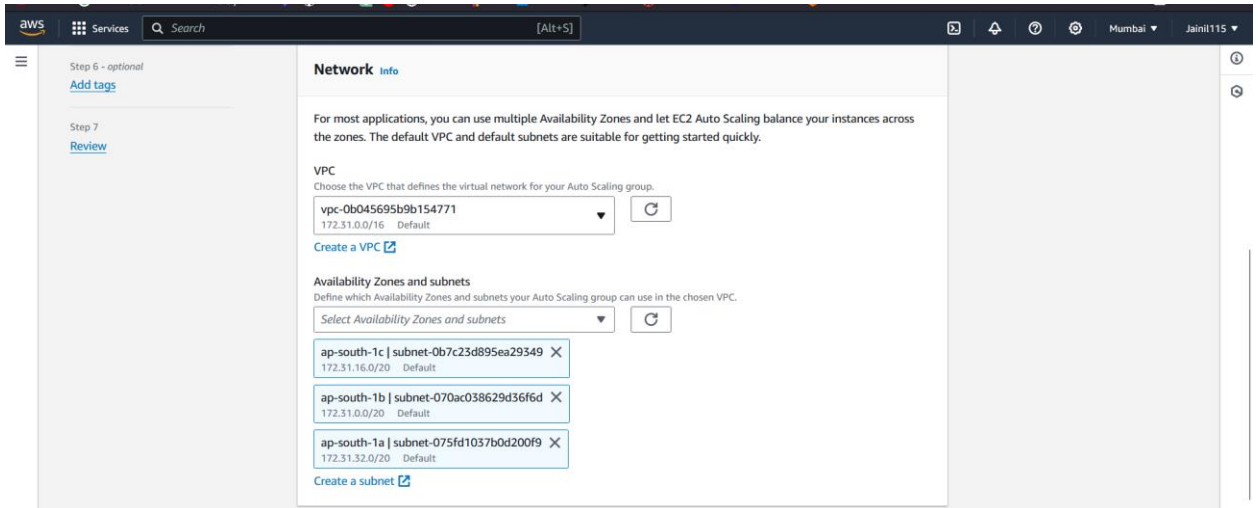 aws
Services
Search
[Alt+S]
Mumbai
Jainil115
Step 6 - optional
Add tags
Step 7
Review
Network Info
For most applications, you can use multiple Availability Zones and let EC2 Auto Scaling balance your instances across
the zones. The default VPC and default subnets are suitable for getting started quickly.
VPC
Choose the VPC that defines the virtual network for your Auto Scaling group.
vpc-0b045695b9b154771
172.31.0.0/16 Default
Create a VPC
Availability Zones and subnets
Define which Availability Zones and subnets your Auto Scaling group can use in the chosen VPC.
Select Availability Zones and subnets
ap-south-1c | subnet-0b7c23d895ea29349
172.31.16.0/20 Default
ap-south-1b | subnet-070ac038629d36f6d
172.31.0.0/20 Default
ap-south-1a | subnet-075fd1037b0d200f9
172.31.32.0/20 Default
Create a subnet